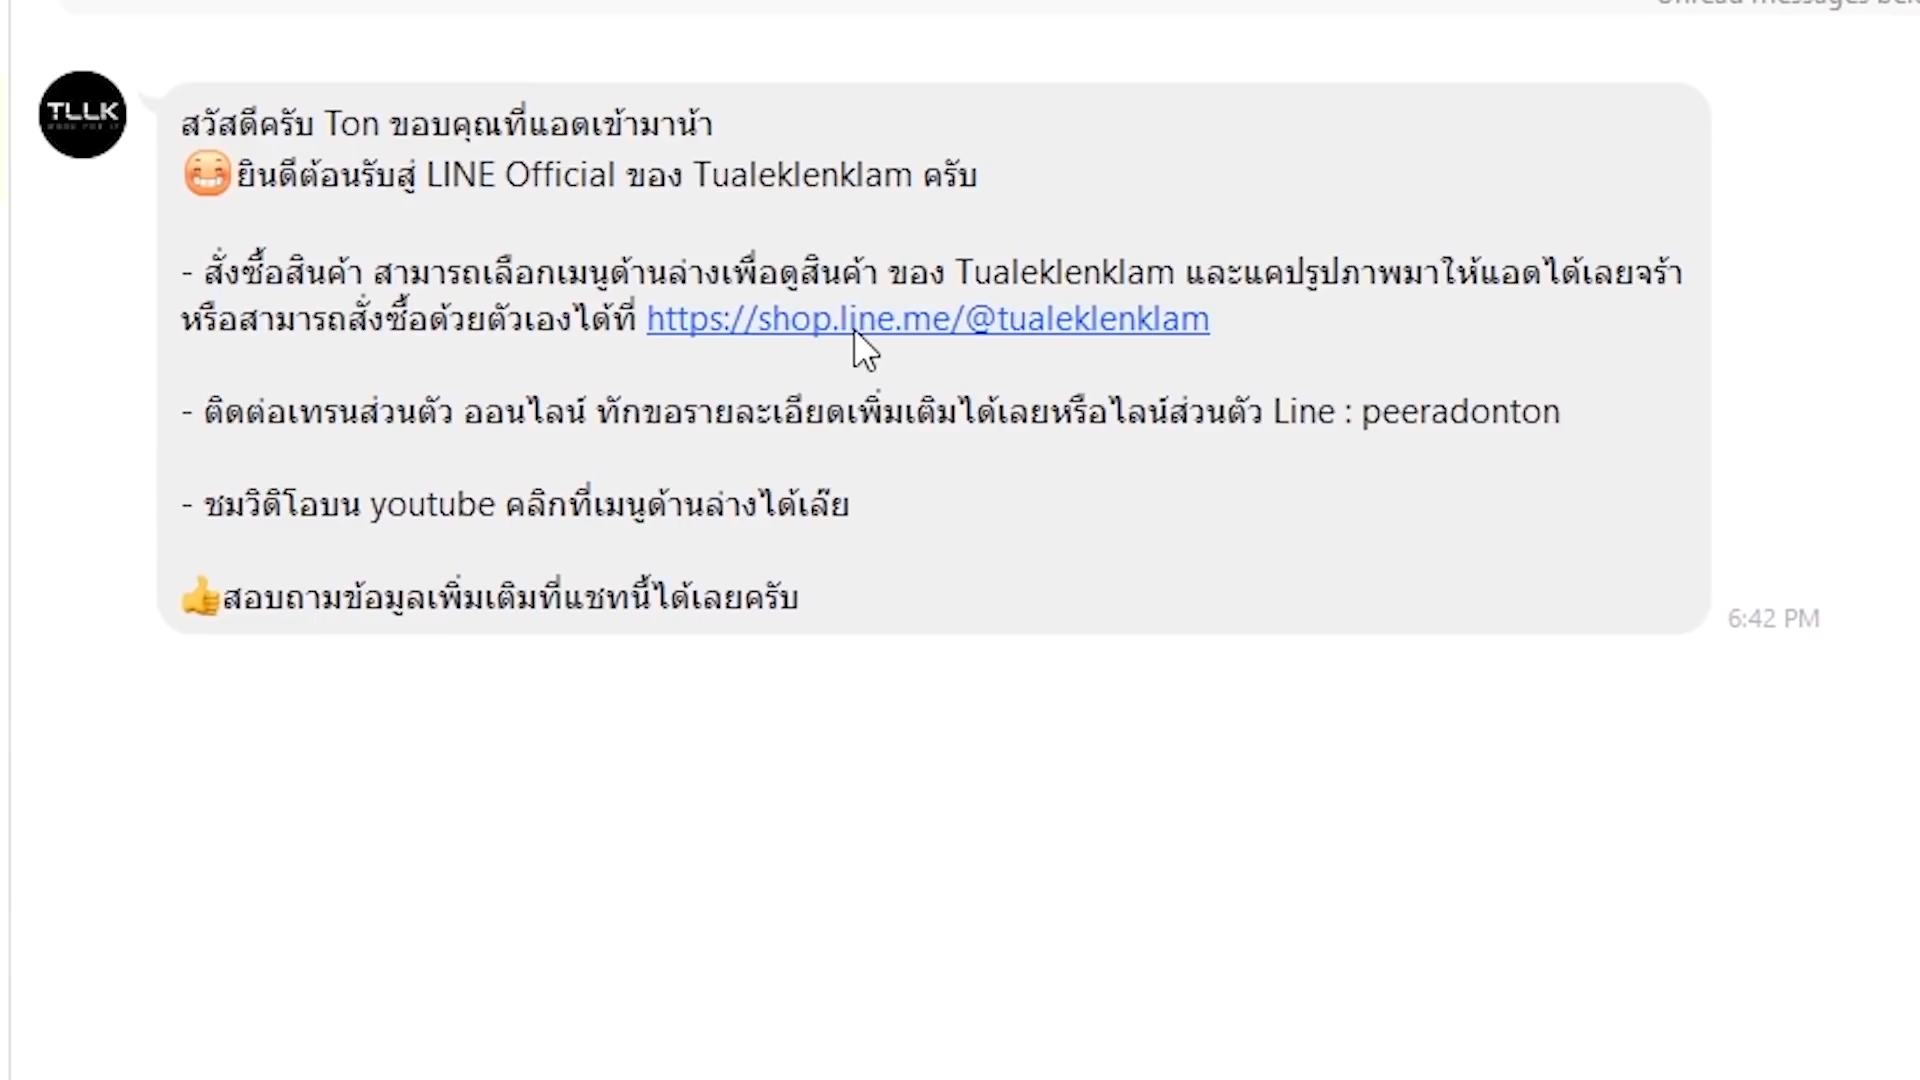 Unread messages bel
TLLK
สวัสดีครับ Ton ขอบคุณที่แอดเข้ามาน้า
😁ยินดีต้อนรับสู่ LINE Official ของ Tualeklenklam ครับ
- สั่งซื้อสินค้า สามารถเลือกเมนูด้านล่างเพื่อดูสินค้า ของ Tualeklenklam และแคปรูปภาพมาให้แอดได้เลยจร้า
หรือสามารถสั่งซื้อด้วยตัวเองได้ที่ https://shop.line.me/@tualeklenklam
- ติดต่อเทรนส่วนตัว ออนไลน์ ทักขอรายละเอียดเพิ่มเติมได้เลยหรือไลน์ส่วนตัว Line : peeradonton
- ชมวิดิโอบน youtube คลิกที่เมนูด้านล่างได้เล๊ย
👍สอบถามข้อมูลเพิ่มเติมที่แชทนี้ได้เลยครับ
6:42 PM